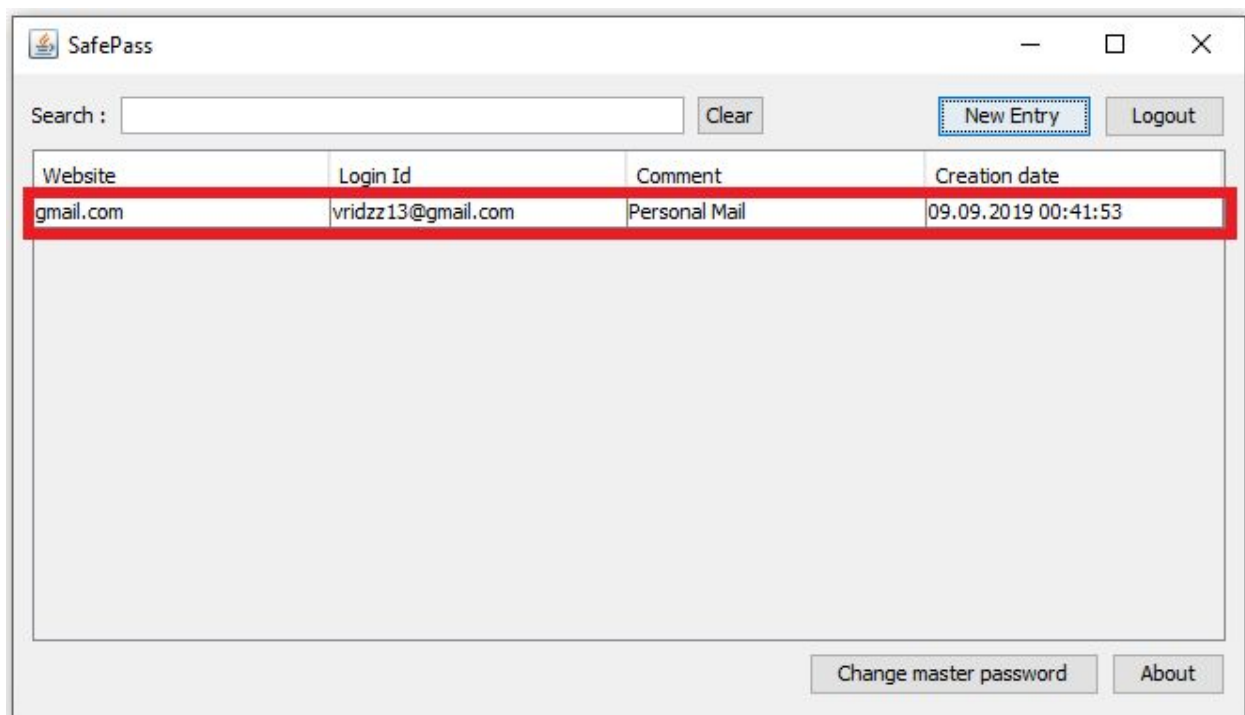 SafePass
Search : Clear New Entry Logout
Website Login Id Comment Creation date
gmail.com vridzz13@gmail.com Personal Mail 09.09.2019 00:41:53
Change master password About